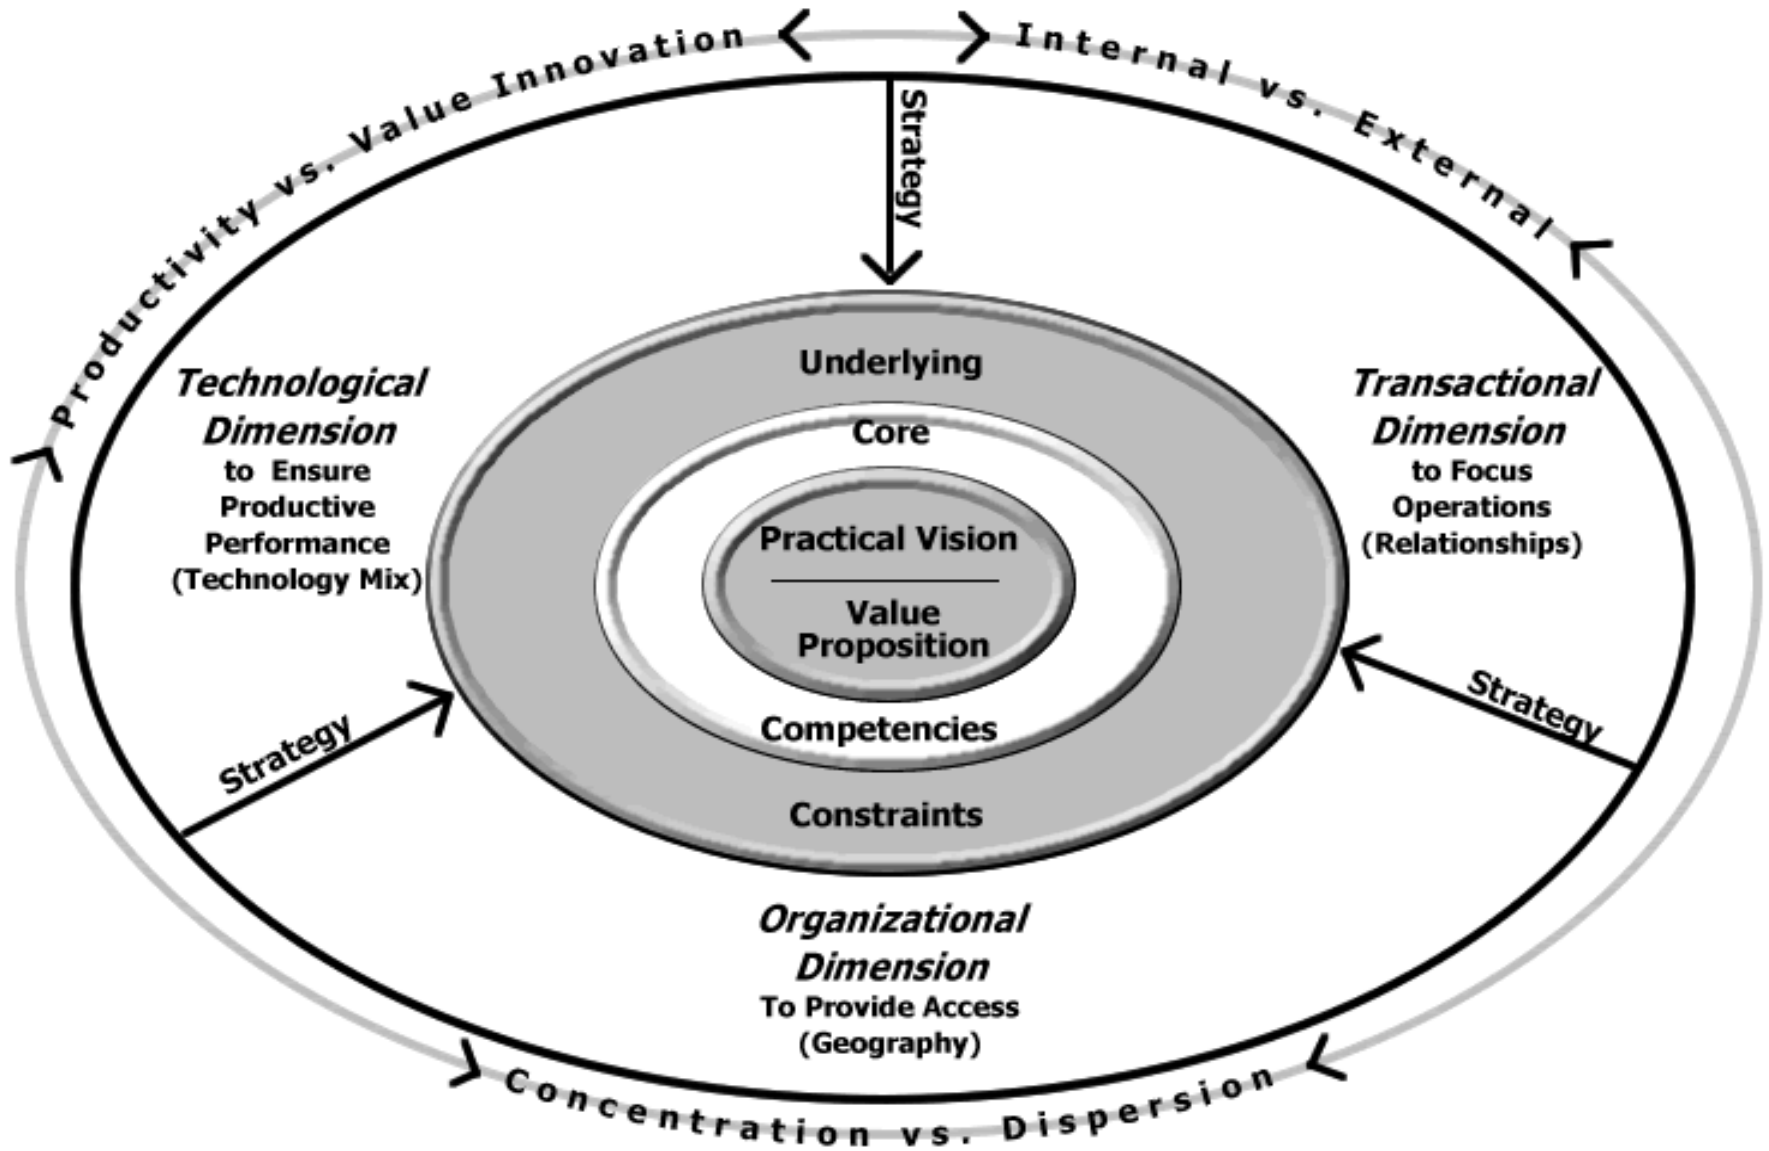 Productivity vs. Value Innovation
Internal vs. External
Strategy
Technological
Dimension
to Ensure
Productive
Performance
(Technology Mix)
Underlying
Core
Practical Vision
Value
Proposition
Competencies
Constraints
Transactional
Dimension
to Focus
Operations
(Relationships)
Strategy
Strategy
Organizational
Dimension
To Provide Access
(Geography)
Concentration vs. Dispersion